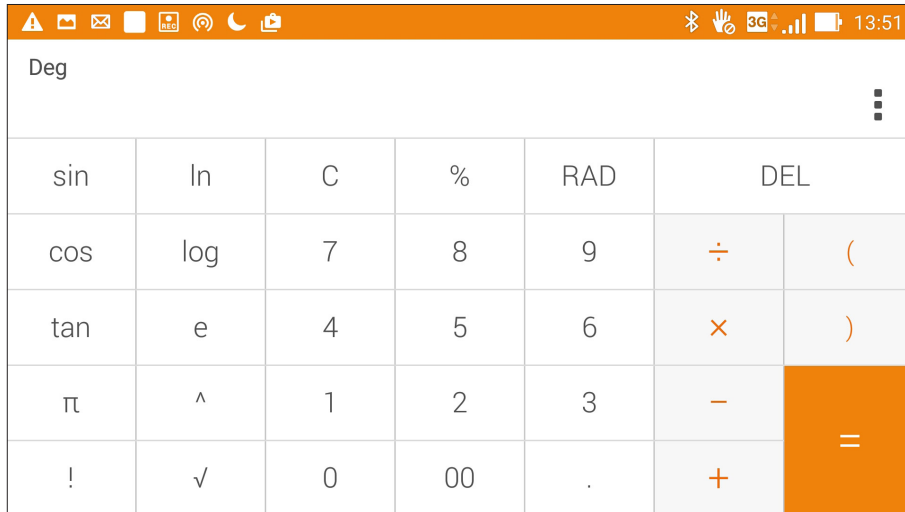 REC 3G 13:51
Deg
sin ln C % RAD DEL
cos log 7 8 9 ÷ (
tan e 4 5 6 × )
π ^ 1 2 3 −
=
! √ 0 00 . +